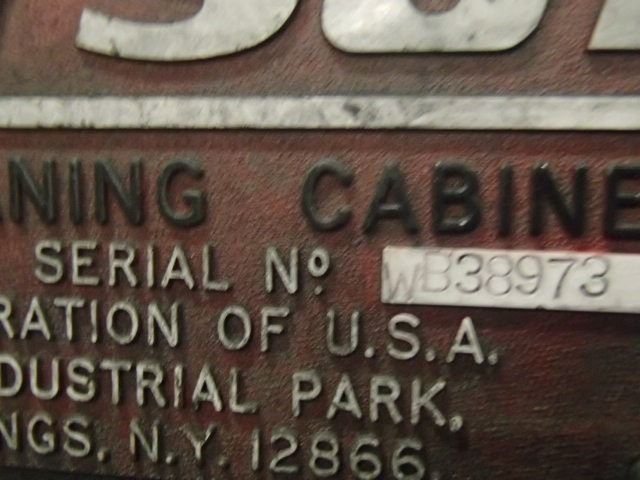 ANING CABINE
SERIAL No WB38973
RATION OF U.S.A.
DUSTRIAL PARK,
NGS, N.Y. 12866